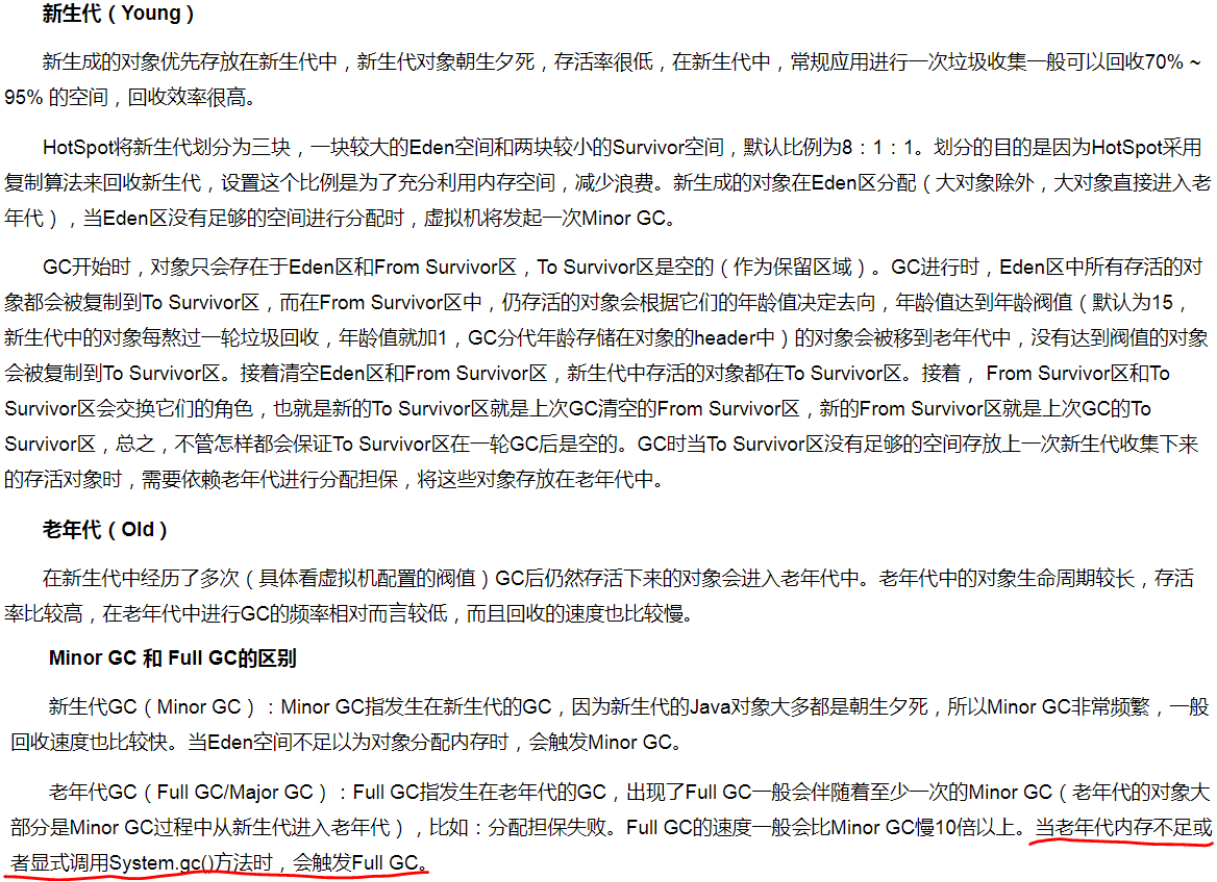 新生代（Young）
新生成的对象优先存放在新生代中，新生代对象朝生夕死，存活率很低，在新生代中，常规应用进行一次垃圾收集一般可以回收70% ~
95% 的空间，回收效率很高。
HotSpot将新生代划分为三块，一块较大的Eden空间和两块较小的Survivor空间，默认比例为8：1：1。划分的目的是因为HotSpot采用
复制算法来回收新生代，设置这个比例是为了充分利用内存空间，减少浪费。新生成的对象在Eden区分配（大对象除外，大对象直接进入老
年代），当Eden区没有足够的空间进行分配时，虚拟机将发起一次Minor GC。
GC开始时，对象只会存在于Eden区和From Survivor区，To Survivor区是空的（作为保留区域）。GC进行时，Eden区中所有存活的对
象都会被复制到To Survivor区，而在From Survivor区中，仍存活的对象会根据它们的年龄值决定去向，年龄值达到年龄阀值（默认为15，
新生代中的对象每熬过一轮垃圾回收，年龄值就加1，GC分代年龄存储在对象的header中）的对象会被移到老年代中，没有达到阀值的对象
会被复制到To Survivor区。接着清空Eden区和From Survivor区，新生代中存活的对象都在To Survivor区。接着， From Survivor区和To
Survivor区会交换它们的角色，也就是新的To Survivor区就是上次GC清空的From Survivor区，新的From Survivor区就是上次GC的To
Survivor区，总之，不管怎样都会保证To Survivor区在一轮GC后是空的。GC时当To Survivor区没有足够的空间存放上一次新生代收集下来
的存活对象时，需要依赖老年代进行分配担保，将这些对象存放在老年代中。
老年代（Old）
在新生代中经历了多次（具体看虚拟机配置的阀值）GC后仍然存活下来的对象会进入老年代中。老年代中的对象生命周期较长，存活
率比较高，在老年代中进行GC的频率相对而言较低，而且回收的速度也比较慢。
Minor GC 和 Full GC的区别
新生代GC（Minor GC）：Minor GC指发生在新生代的GC，因为新生代的Java对象大多都是朝生夕死，所以Minor GC非常频繁，一般
回收速度也比较快。当Eden空间不足以为对象分配内存时，会触发Minor GC。
老年代GC（Full GC/Major GC）：Full GC指发生在老年代的GC，出现了Full GC一般会伴随着至少一次的Minor GC（老年代的对象大
部分是Minor GC过程中从新生代进入老年代），比如：分配担保失败。Full GC的速度一般会比Minor GC慢10倍以上。当老年代内存不足或
者显式调用System.gc()方法时，会触发Full GC。